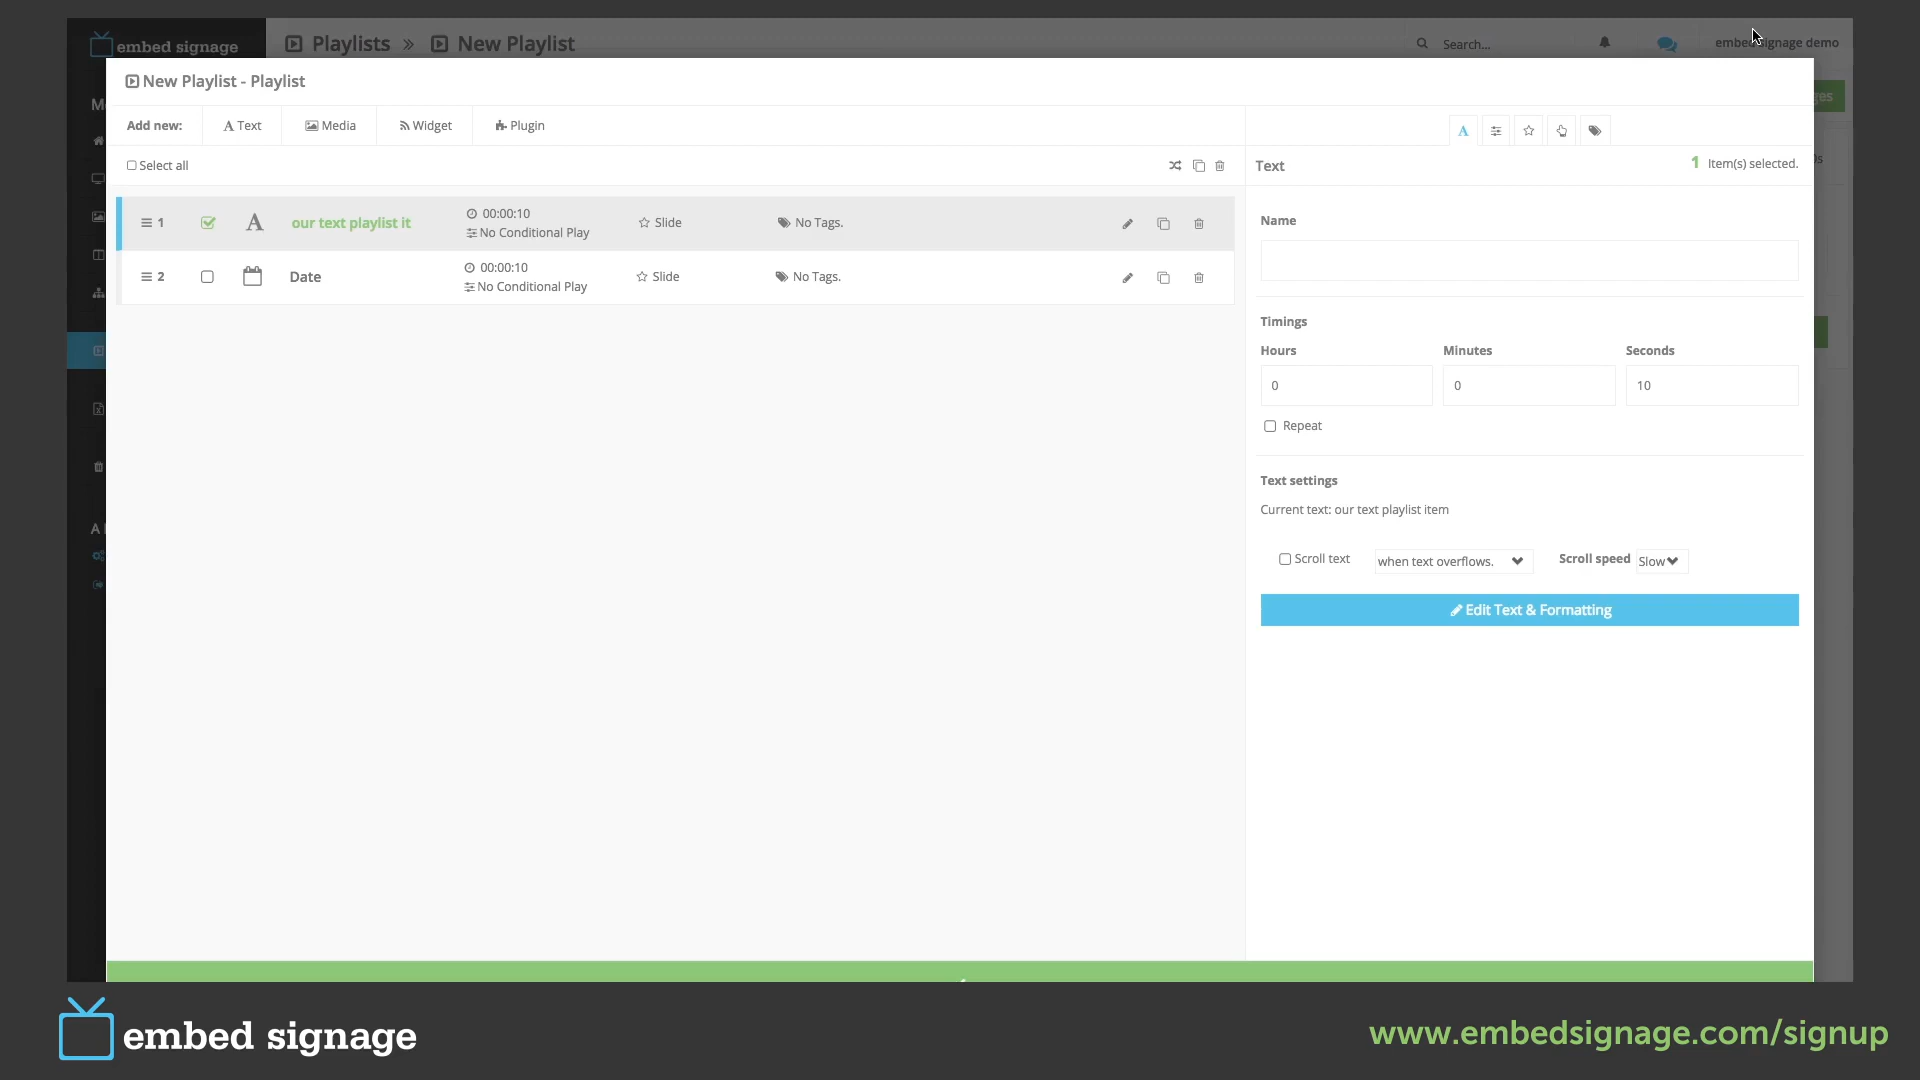 embed signage
Playlists » New Playlist
Search...
embed signage demo
New Playlist - Playlist
Add new:
Text
Media
Widget
Plugin
Select all
Text
1 Item(s) selected.
1
our text playlist it
00:00:10
No Conditional Play
Slide
No Tags.
2
Date
00:00:10
No Conditional Play
Slide
No Tags.
Name
Timings
Hours
Minutes
Seconds
0
0
10
Repeat
Text settings
Current text: our text playlist item
Scroll text
when text overflows.
Scroll speed
Slow
Edit Text & Formatting
embed signage
www.embedsignage.com/signup